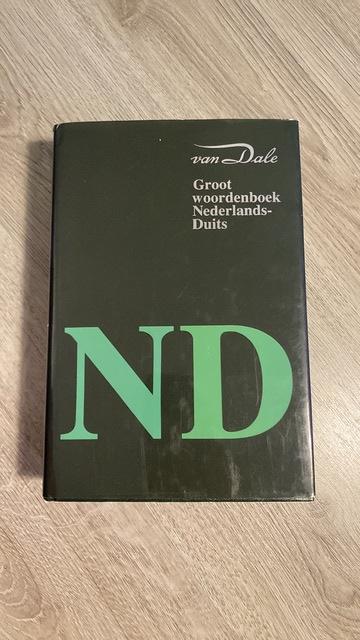 van Dale
Groot
woordenboek
Nederlands-
Duits
ND